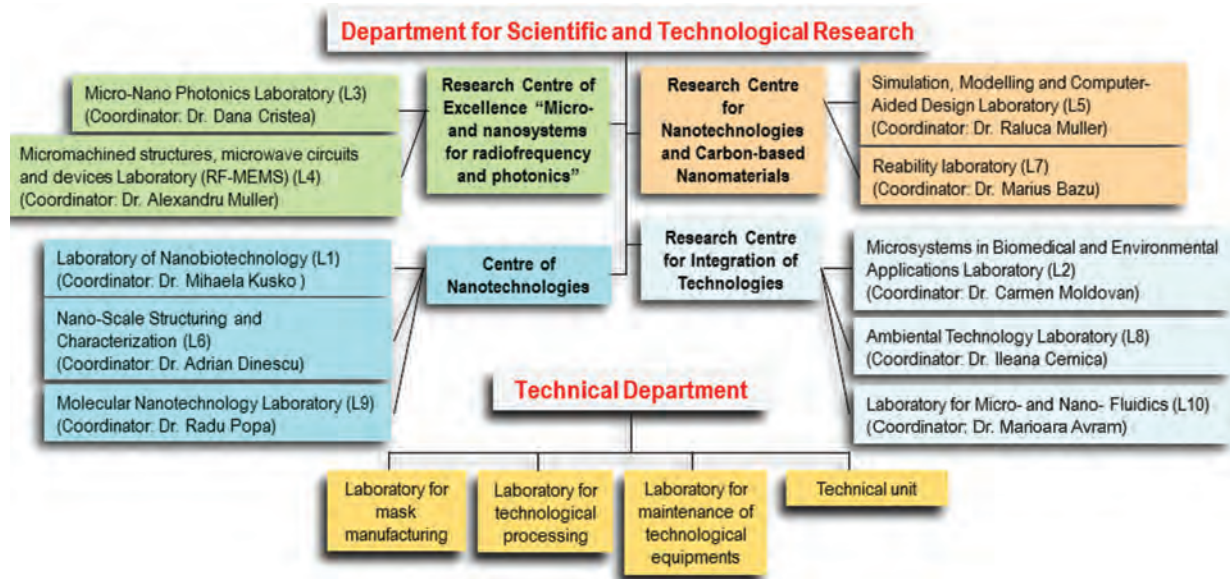 Department for Scientific and Technological Research
Micro-Nano Photonics Laboratory (L3)
(Coordinator: Dr. Dana Cristea)
Micromachined structures, microwave circuits
and devices Laboratory (RF-MEMS) (L4)
(Coordinator: Dr. Alexandru Muller)
Research Centre of
Excellence “Micro-
and nanosystems
for radiofrequency
and photonics”
Research Centre
for
Nanotechnologies
and Carbon-based
Nanomaterials
Simulation, Modelling and Computer-
Aided Design Laboratory (L5)
(Coordinator: Dr. Raluca Muller)
Reability laboratory (L7)
(Coordinator: Dr. Marius Bazu)
Laboratory of Nanobiotechnology (L1)
(Coordinator: Dr. Mihaela Kusko )
Nano-Scale Structuring and
Characterization (L6)
(Coordinator: Dr. Adrian Dinescu)
Molecular Nanotechnology Laboratory (L9)
(Coordinator: Dr. Radu Popa)
Centre of
Nanotechnologies
Research Centre
for Integration of
Technologies
Microsystems in Biomedical and Environmental
Applications Laboratory (L2)
(Coordinator: Dr. Carmen Moldovan)
Ambiental Technology Laboratory (L8)
(Coordinator: Dr. Ileana Cernica)
Laboratory for Micro- and Nano- Fluidics (L10)
(Coordinator: Dr. Marioara Avram)
Technical Department
Laboratory for
mask
manufacturing
Laboratory for
technological
processing
Laboratory for
maintenance of
technological
equipments
Technical unit